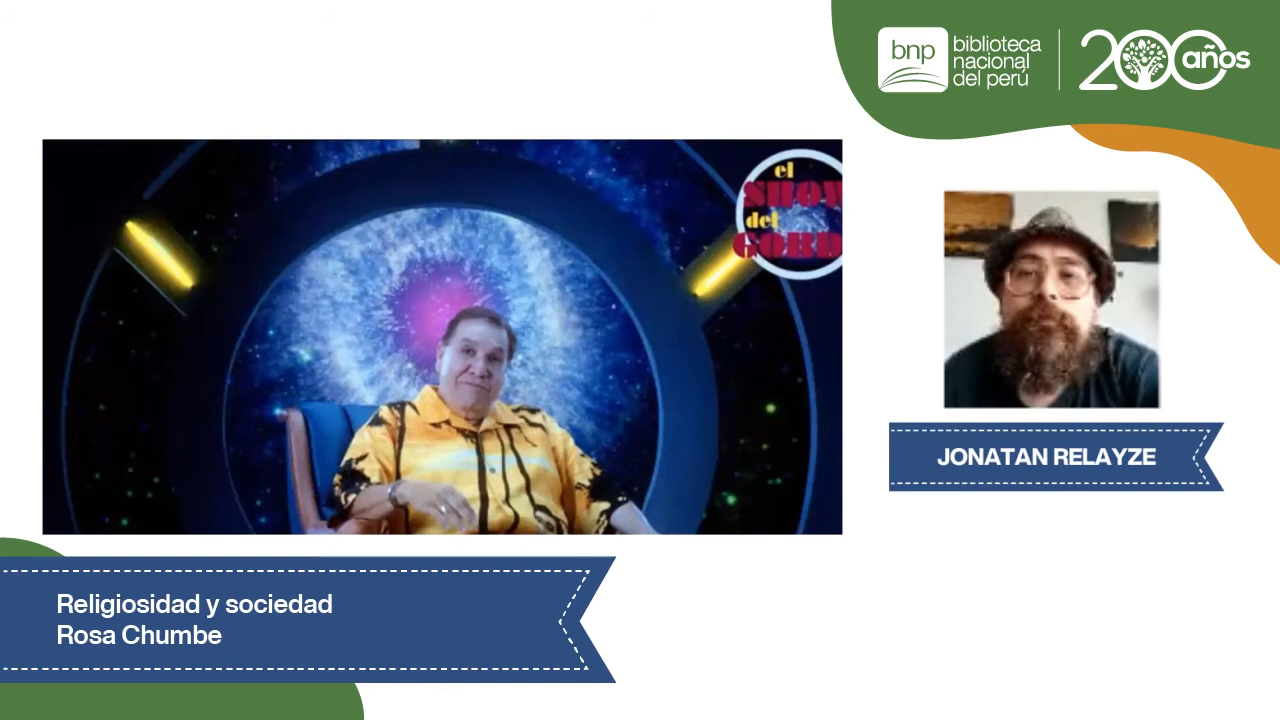 bnp
biblioteca
nacional
del perú
200 años
el
SHOW
del
GORD
JONATAN RELAYZE
Religiosidad y sociedad
Rosa Chumbe